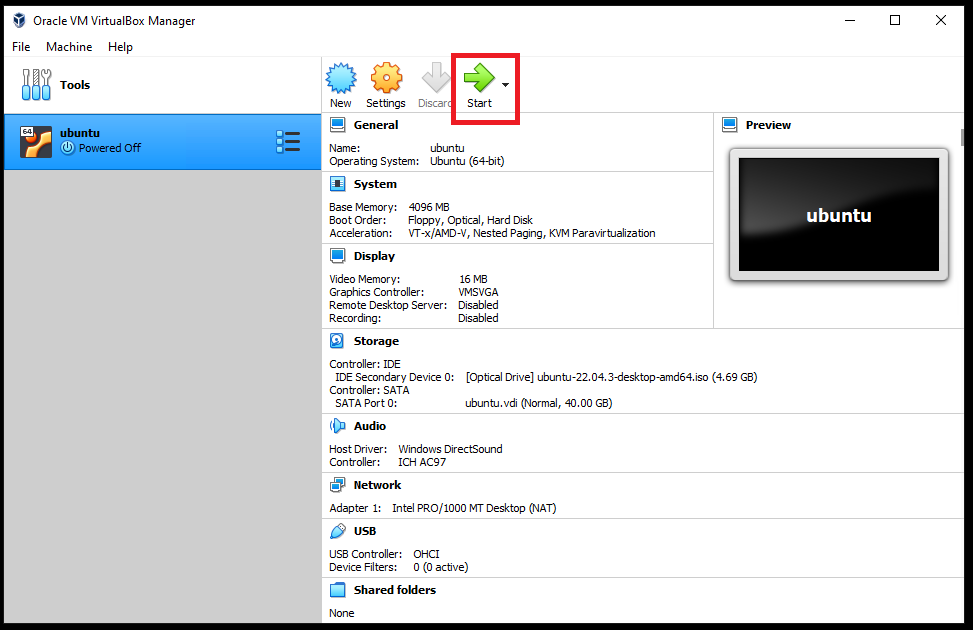 Oracle VM VirtualBox Manager
File Machine Help
Tools
New Settings Discard Start
64
ubuntu
Powered Off
General
Name: ubuntu
Operating System: Ubuntu (64-bit)
System
Base Memory: 4096 MB
Boot Order: Floppy, Optical, Hard Disk
Acceleration: VT-x/AMD-V, Nested Paging, KVM Paravirtualization
Display
Video Memory: 16 MB
Graphics Controller: VMSVGA
Remote Desktop Server: Disabled
Recording: Disabled
Preview
ubuntu
Storage
Controller: IDE
IDE Secondary Device 0: [Optical Drive] ubuntu-22.04.3-desktop-amd64.iso (4.69 GB)
Controller: SATA
SATA Port 0: ubuntu.vdi (Normal, 40.00 GB)
Audio
Host Driver: Windows DirectSound
Controller: ICH AC97
Network
Adapter 1: Intel PRO/1000 MT Desktop (NAT)
USB
USB Controller: OHCI
Device Filters: 0 (0 active)
Shared folders
None